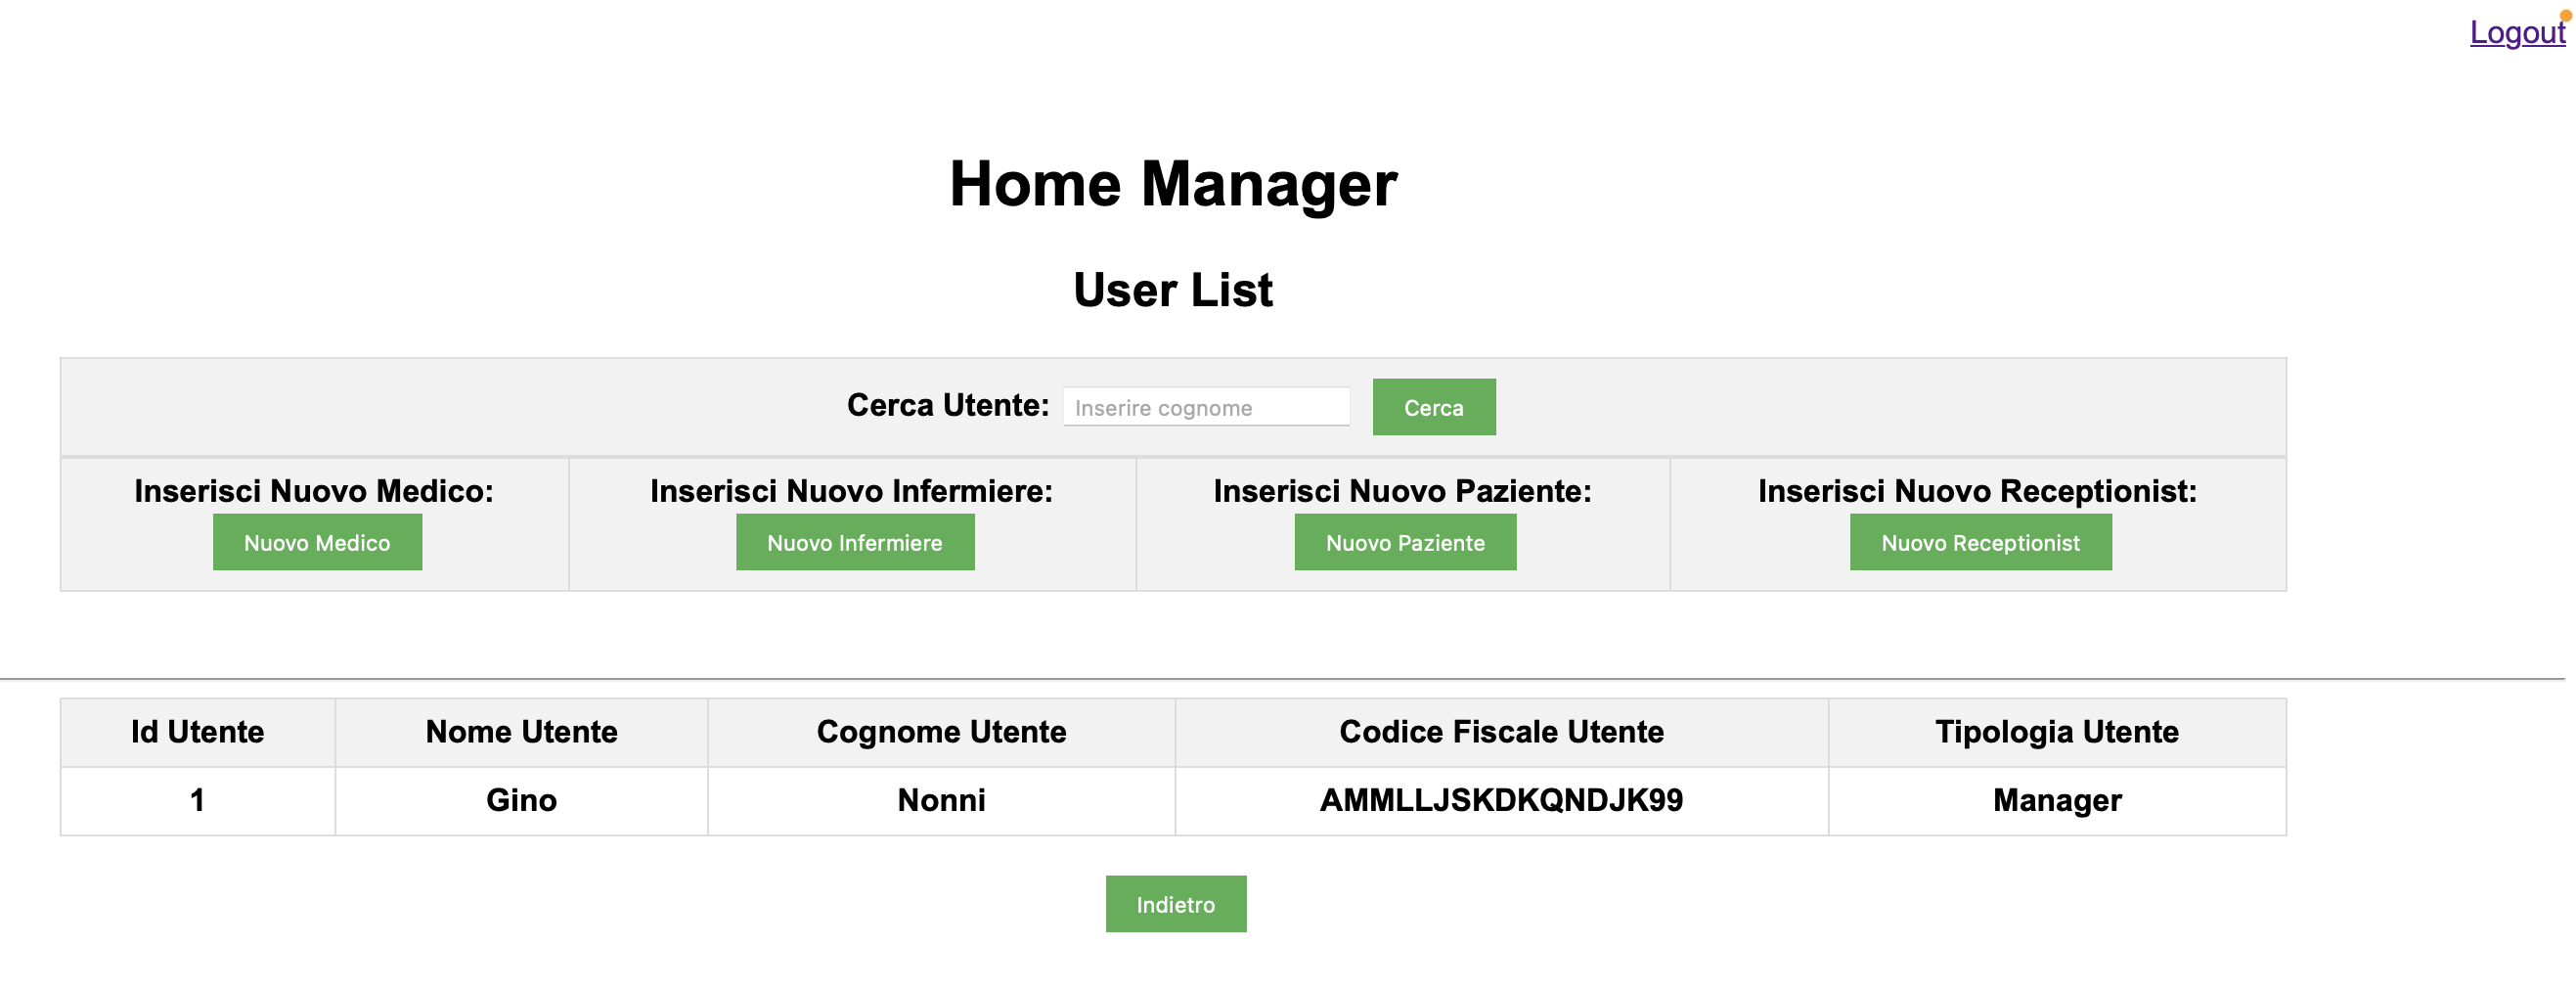 Logout
Home Manager
User List
Cerca Utente: Inserire cognome Cerca
Inserisci Nuovo Medico: Inserisci Nuovo Infermiere: Inserisci Nuovo Paziente: Inserisci Nuovo Receptionist:
Nuovo Medico Nuovo Infermiere Nuovo Paziente Nuovo Receptionist
Id Utente Nome Utente Cognome Utente Codice Fiscale Utente Tipologia Utente
1 Gino Nonni AMMLLJSKDKQNDJK99 Manager
Indietro